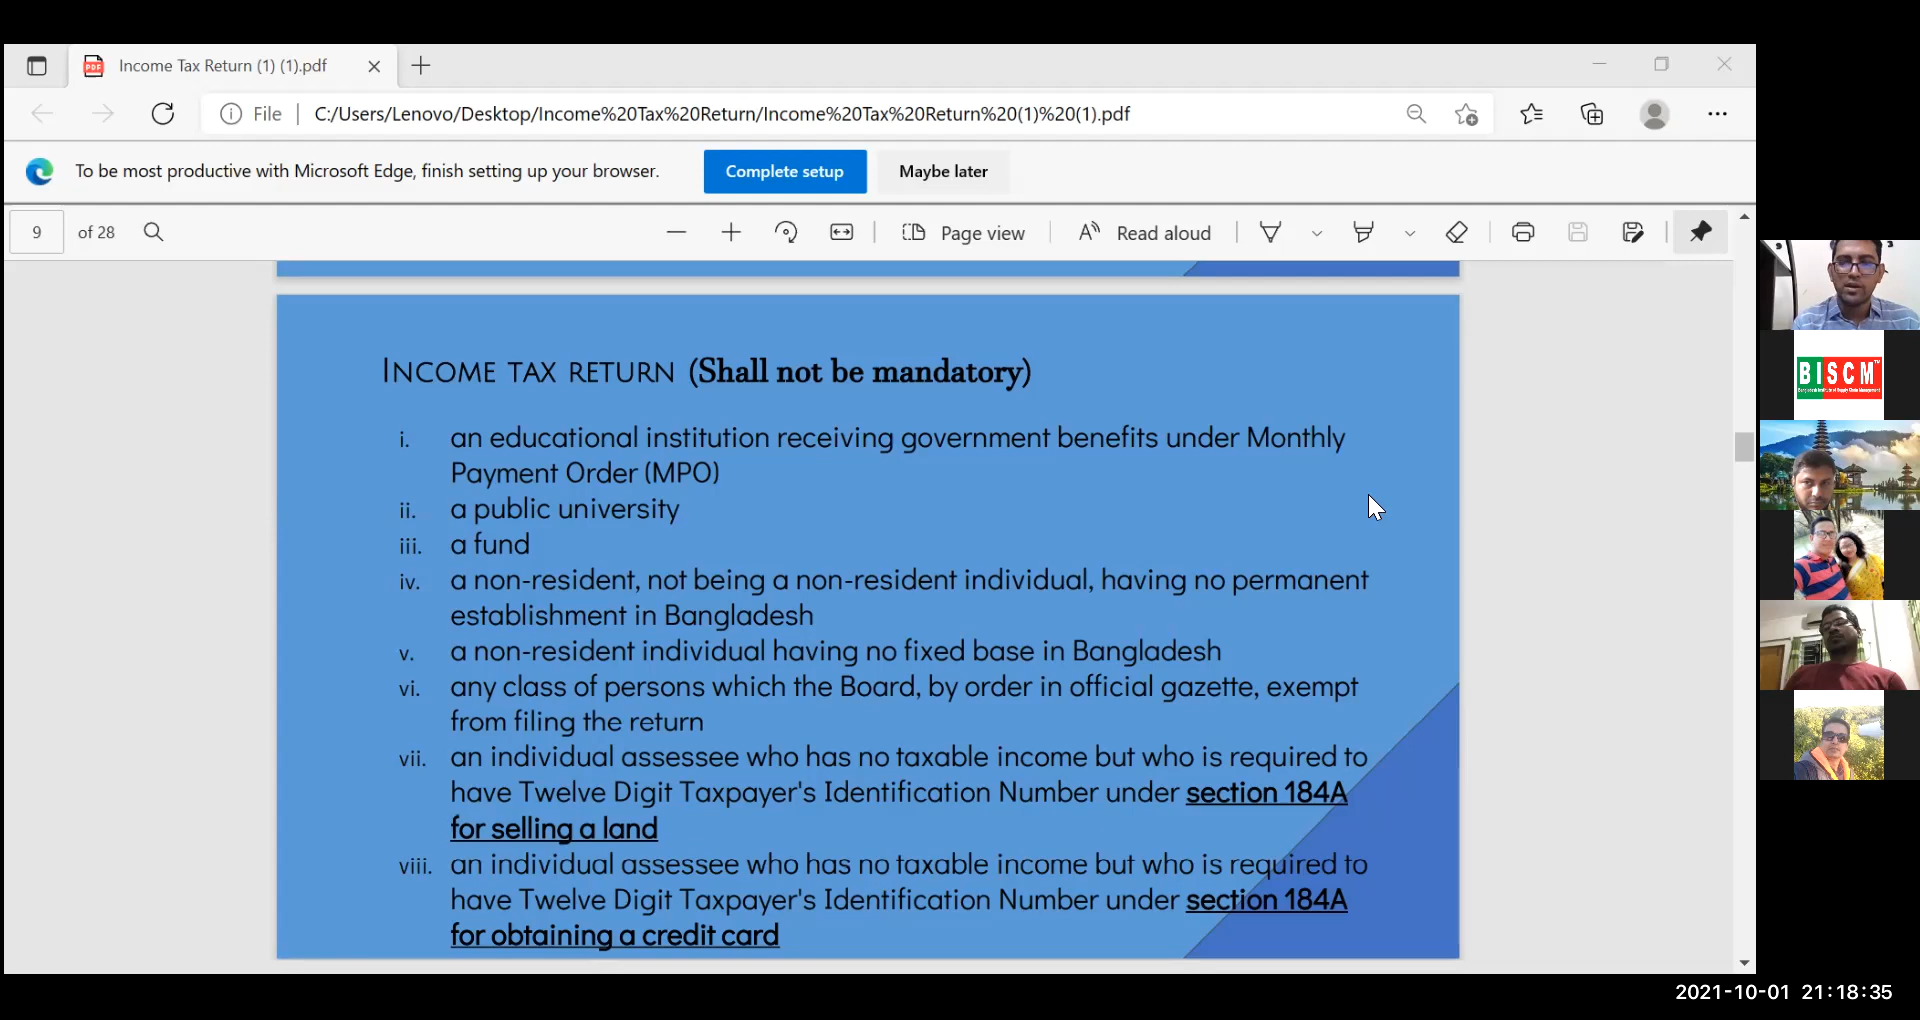 Income Tax Return (1) (1).pdf
File
C:/Users/Lenovo/Desktop/Income%20Tax%20Return/Income%20Tax%20Return%20(1)%20(1).pdf
To be most productive with Microsoft Edge, finish setting up your browser.
Complete setup
Maybe later
9 of 28
Page view
Read aloud
INCOME TAX RETURN (Shall not be mandatory)
i. an educational institution receiving government benefits under Monthly
Payment Order (MPO)
ii. a public university
iii. a fund
iv. a non-resident, not being a non-resident individual, having no permanent
establishment in Bangladesh
v. a non-resident individual having no fixed base in Bangladesh
vi. any class of persons which the Board, by order in official gazette, exempt
from filing the return
vii. an individual assessee who has no taxable income but who is required to
have Twelve Digit Taxpayer's Identification Number under section 184A
for selling a land
viii. an individual assessee who has no taxable income but who is required to
have Twelve Digit Taxpayer's Identification Number under section 184A
for obtaining a credit card
BISCM
Bangladesh Institute of Supply Chain Management
2021-10-01 21:18:35